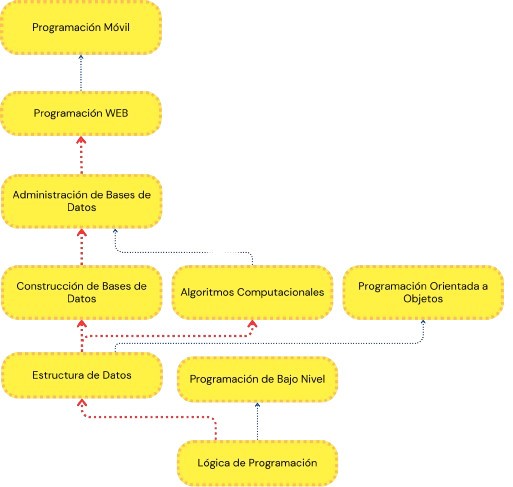 Programación Móvil
Programación WEB
Administración de Bases de
Datos
Construcción de Bases de
Datos
Algoritmos Computacionales
Programación Orientada a
Objetos
Estructura de Datos
Programación de Bajo Nivel
Lógica de Programación